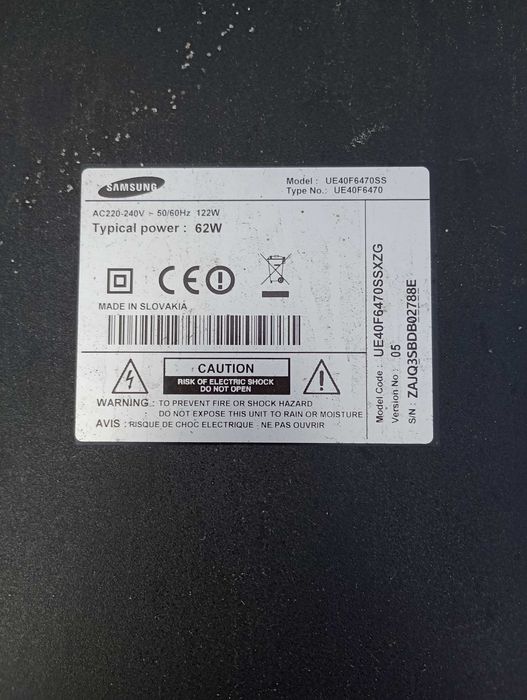 SAMSUNG
Model : UE40F6470SS
Type No.: UE40F6470
AC220-240V ~ 50/60Hz 122W
Typical power : 62W
CE
MADE IN SLOVAKIA
CAUTION
RISK OF ELECTRIC SHOCK
DO NOT OPEN
WARNING : TO PREVENT FIRE OR SHOCK HAZARD
DO NOT EXPOSE THIS UNIT TO RAIN OR MOISTURE
AVIS : RISQUE DE CHOC ELECTRIQUE - NE PAS OUVRIR
Model Code : UE40F6470SSXZG
Version No : 05
S/N : ZAJQ3SBDB02788E